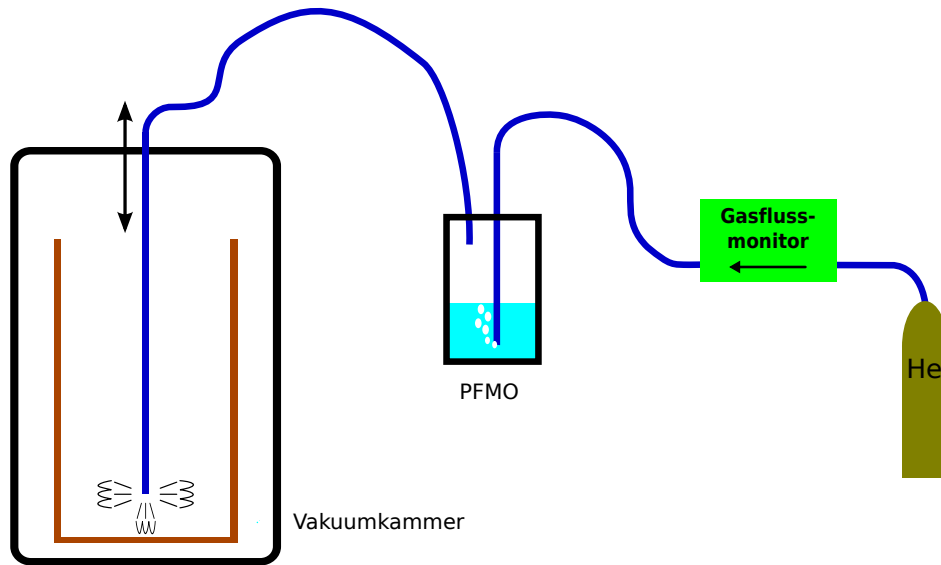 Gasfluss-
monitor
He
PFMO
Vakuumkammer